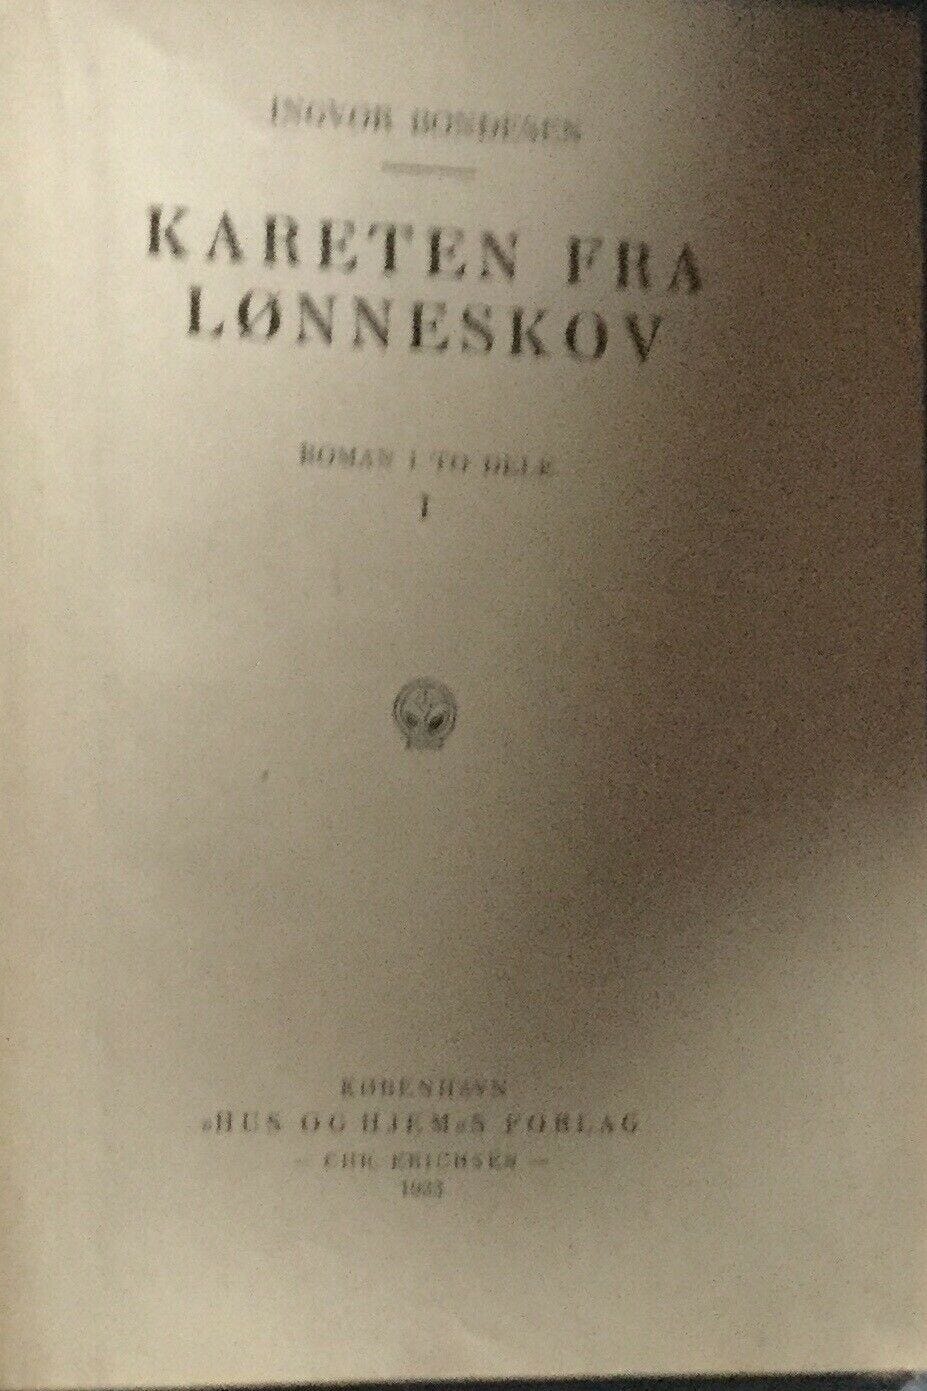 INGVOR BONDESEN
KARETEN FRA
LØNNESKOV
ROMAN I TO DELE
I
KØBENHAVN
»HUS OG HJEM«S FORLAG
— CHR. ERICHSEN —